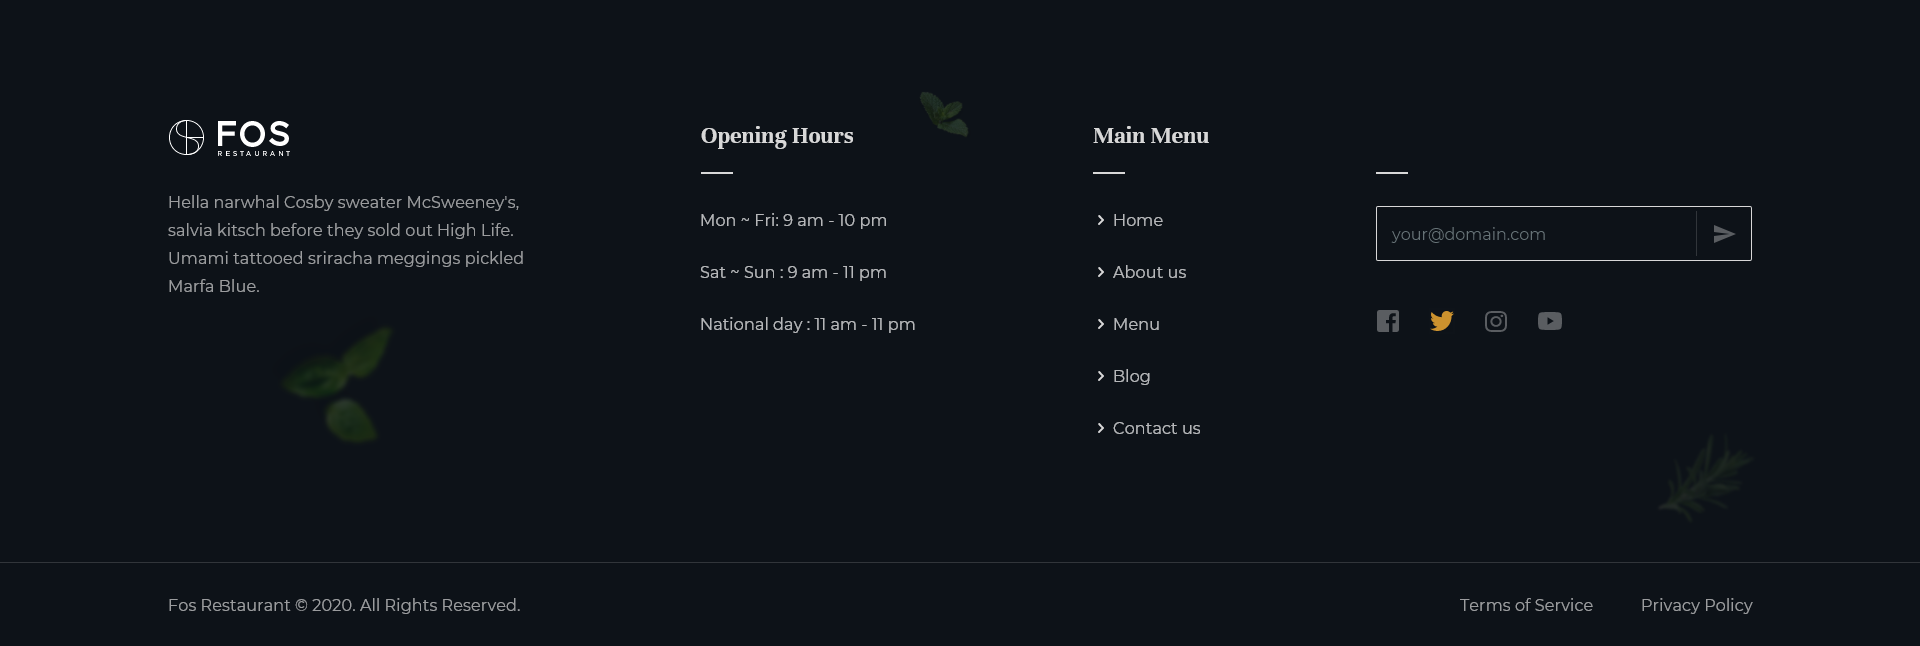 FOS
RESTAURANT
Hella narwhal Cosby sweater McSweeney's,
salvia kitsch before they sold out High Life.
Umami tattooed sriracha meggings pickled
Marfa Blue.
Opening Hours
Mon ~ Fri: 9 am - 10 pm
Sat ~ Sun : 9 am - 11 pm
National day : 11 am - 11 pm
Main Menu
Home
About us
Menu
Blog
Contact us
your@domain.com
Fos Restaurant © 2020. All Rights Reserved.
Terms of Service
Privacy Policy